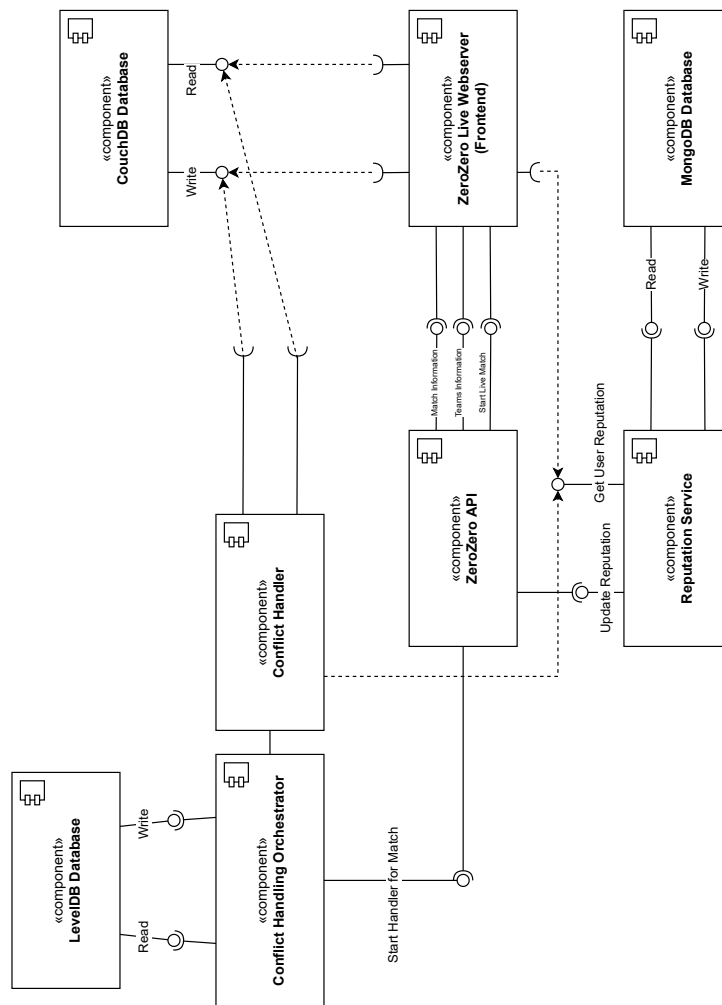 «component»
LevelDB Database
Read
Write
«component»
Conflict Handling Orchestrator
Start Handler for Match
«component»
Conflict Handler
«component»
CouchDB Database
Write
Read
«component»
ZeroZero API
Match Information
Teams Information
Start Live Match
«component»
ZeroZero Live Webserver
(Frontend)
Update Reputation
Get User Reputation
«component»
Reputation Service
Read
Write
«component»
MongoDB Database